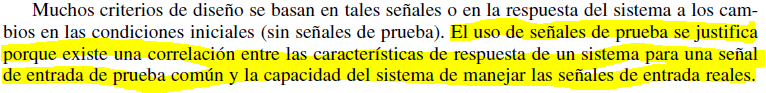 Muchos criterios de diseño se basan en tales señales o en la respuesta del sistema a los cam-
bios en las condiciones iniciales (sin señales de prueba). El uso de señales de prueba se justifica
porque existe una correlación entre las características de respuesta de un sistema para una señal
de entrada de prueba común y la capacidad del sistema de manejar las señales de entrada reales.